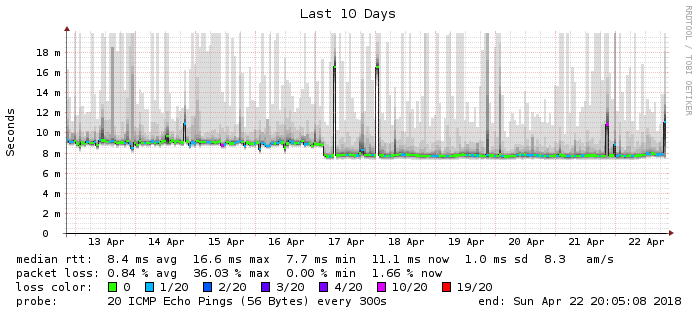 Last 10 Days
RRDTOOL / TOBI OETIKER
Seconds
18 m
16 m
14 m
12 m
10 m
8 m
6 m
4 m
2 m
0
13 Apr 14 Apr 15 Apr 16 Apr 17 Apr 18 Apr 19 Apr 20 Apr 21 Apr 22 Apr
median rtt: 8.4 ms avg 16.6 ms max 7.7 ms min 11.1 ms now 1.0 ms sd 8.3 am/s
packet loss: 0.84 % avg 36.03 % max 0.00 % min 1.66 % now
loss color: 0 1/20 2/20 3/20 4/20 10/20 19/20
probe: 20 ICMP Echo Pings (56 Bytes) every 300s end: Sun Apr 22 20:05:08 2018